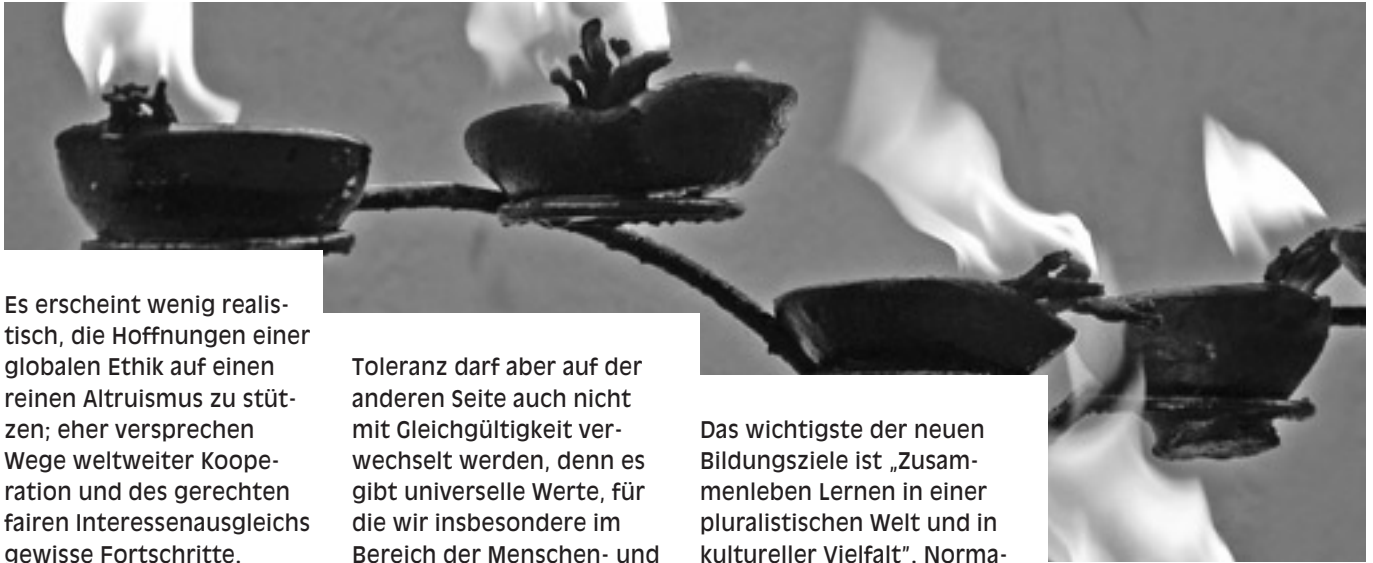 Es erscheint wenig realis-
tisch, die Hoffnungen einer
globalen Ethik auf einen
reinen Altruismus zu stüt-
zen; eher versprechen
Wege weltweiter Koope-
ration und des gerechten
fairen Interessenausgleichs
gewisse Fortschritte.
Toleranz darf aber auf der
anderen Seite auch nicht
mit Gleichgültigkeit ver-
wechselt werden, denn es
gibt universelle Werte, für
die wir insbesondere im
Bereich der Menschen- und
Das wichtigste der neuen
Bildungsziele ist „Zusam-
menleben Lernen in einer
pluralistischen Welt und in
kultureller Vielfalt”. Norma-